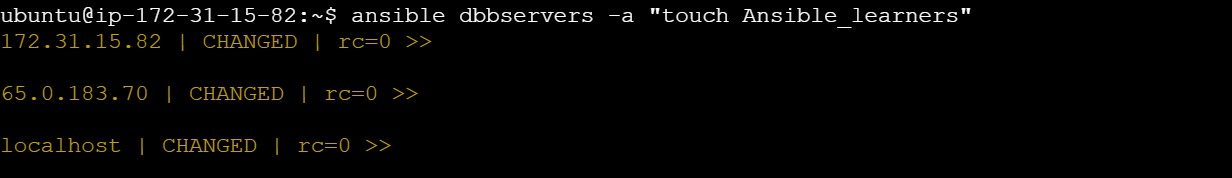 ubuntu@ip-172-31-15-82:~$ ansible dbbservers -a "touch Ansible_learners"
172.31.15.82 | CHANGED | rc=0 >>
65.0.183.70 | CHANGED | rc=0 >>
localhost | CHANGED | rc=0 >>